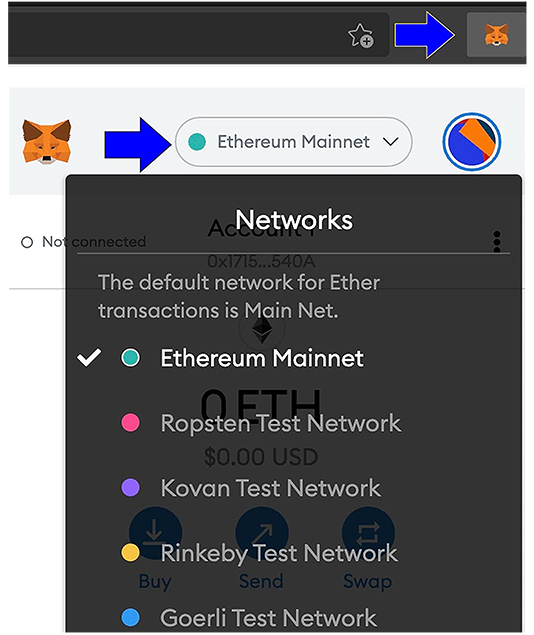 Ethereum Mainnet
Networks
Account 1
Not connected
0x1715...540A
The default network for Ether
transactions is Main Net.
Ethereum Mainnet
0 ETH
Ropsten Test Network
$0.00 USD
Kovan Test Network
Rinkeby Test Network
Buy
Send
Swap
Goerli Test Network